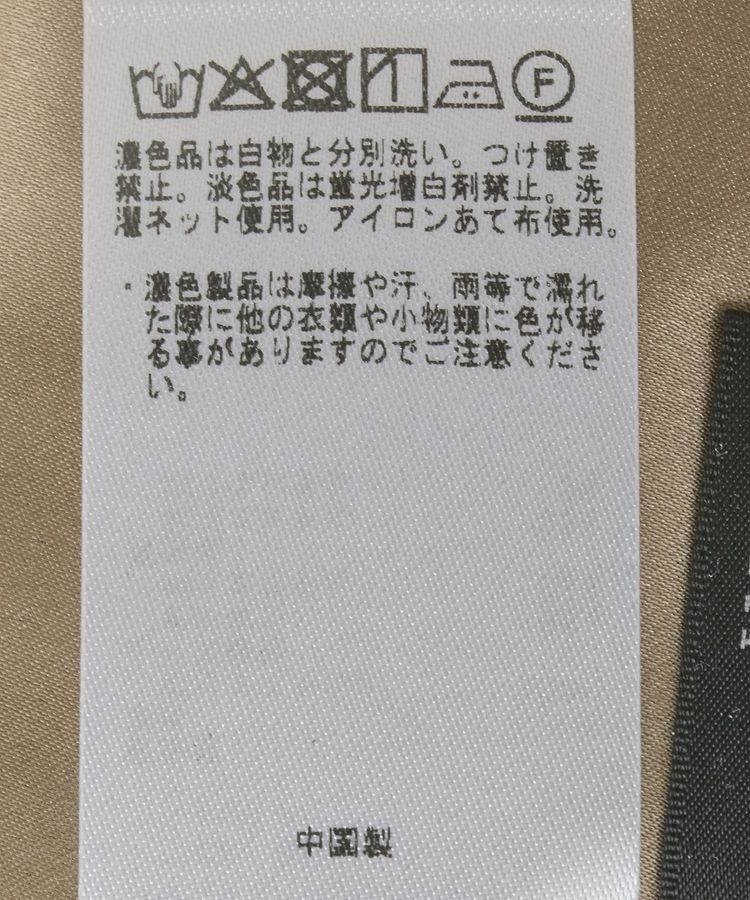 F
濃色品は白物と分別洗い。つけ置き
禁止。淡色品は蛍光増白剤禁止。洗
濯ネット使用。アイロンあて布使用。
・濃色製品は摩擦や汗、雨等で濡れ
た際に他の衣類や小物類に色が移
る事がありますのでご注意くださ
い。
中国製